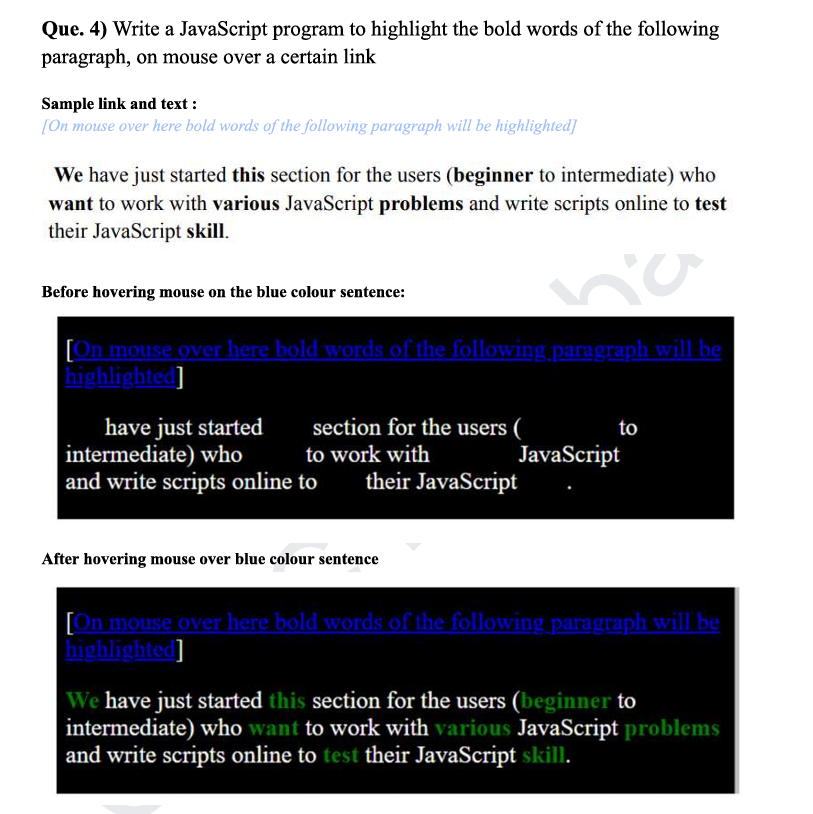 Que. 4) Write a JavaScript program to highlight the bold words of the following
paragraph, on mouse over a certain link
Sample link and text :
[On mouse over here bold words of the following paragraph will be highlighted]
We have just started this section for the users (beginner to intermediate) who
want to work with various JavaScript problems and write scripts online to test
their JavaScript skill.
Before hovering mouse on the blue colour sentence:
[On mouse over here bold words of the following paragraph will be
highlighted]
have just started section for the users ( to
intermediate) who to work with JavaScript
and write scripts online to their JavaScript .
After hovering mouse over blue colour sentence
[On mouse over here bold words of the following paragraph will be
highlighted]
We have just started this section for the users (beginner to
intermediate) who want to work with various JavaScript problems
and write scripts online to test their JavaScript skill.